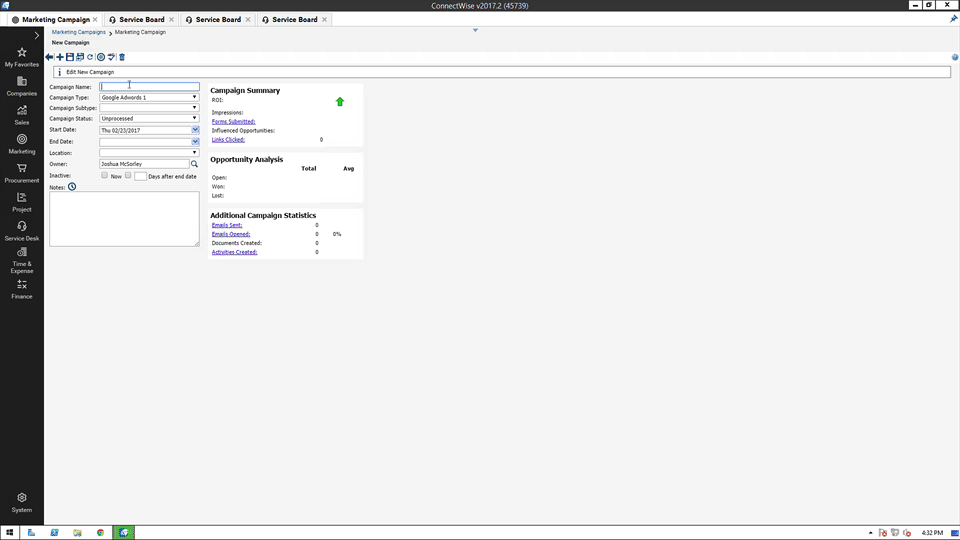 ConnectWise v2017.2 (45739)
Marketing Campaign Service Board Service Board Service Board
Marketing Campaigns > Marketing Campaign
New Campaign
My Favorites
Companies
Sales
Marketing
Procurement
Project
Service Desk
Time & Expense
Finance
System
Edit New Campaign
Campaign Name:
Campaign Type: Google Adwords 1
Campaign Subtype:
Campaign Status: Unprocessed
Start Date: Thu 02/23/2017
End Date:
Location:
Owner: Joshua McSorley
Inactive: Now Days after end date
Notes:
Campaign Summary
ROI:
Impressions:
Forms Submitted:
Influenced Opportunities:
Links Clicked: 0
Opportunity Analysis
Total Avg
Open:
Won:
Lost:
Additional Campaign Statistics
Emails Sent: 0
Emails Opened: 0 0%
Documents Created: 0
Activities Created: 0
4:32 PM